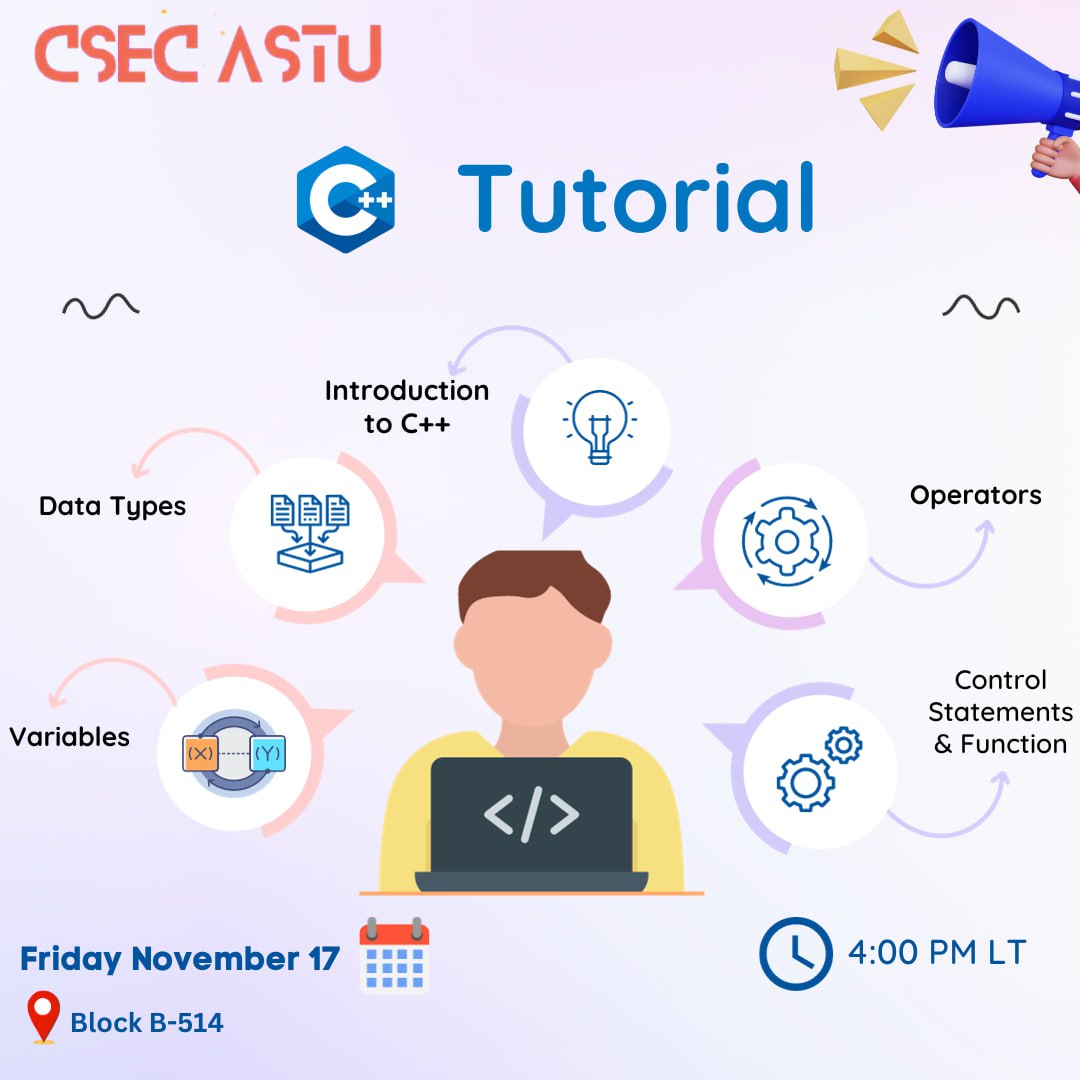 CSEC ASTU
C++ Tutorial
Introduction
to C++
Data Types
Operators
Variables
(X) (Y)
Control
Statements
& Function
</>
Friday November 17
4:00 PM LT
Block B-514